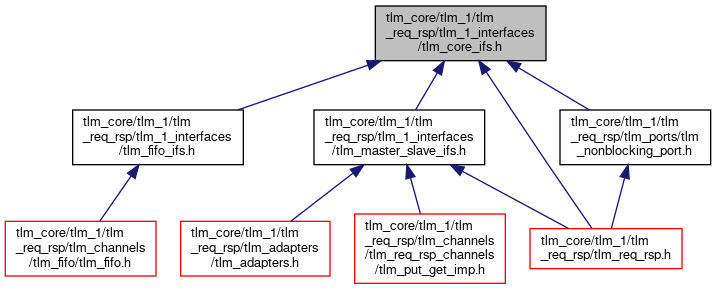 tlm_core/tlm_1/tlm
_req_rsp/tlm_1_interfaces
/tlm_core_ifs.h
tlm_core/tlm_1/tlm
_req_rsp/tlm_1_interfaces
/tlm_fifo_ifs.h
tlm_core/tlm_1/tlm
_req_rsp/tlm_1_interfaces
/tlm_master_slave_ifs.h
tlm_core/tlm_1/tlm
_req_rsp/tlm_ports/tlm
_nonblocking_port.h
tlm_core/tlm_1/tlm
_req_rsp/tlm_channels
/tlm_fifo/tlm_fifo.h
tlm_core/tlm_1/tlm
_req_rsp/tlm_adapters
/tlm_adapters.h
tlm_core/tlm_1/tlm
_req_rsp/tlm_channels
/tlm_req_rsp_channels
/tlm_put_get_imp.h
tlm_core/tlm_1/tlm
_req_rsp/tlm_req_rsp.h